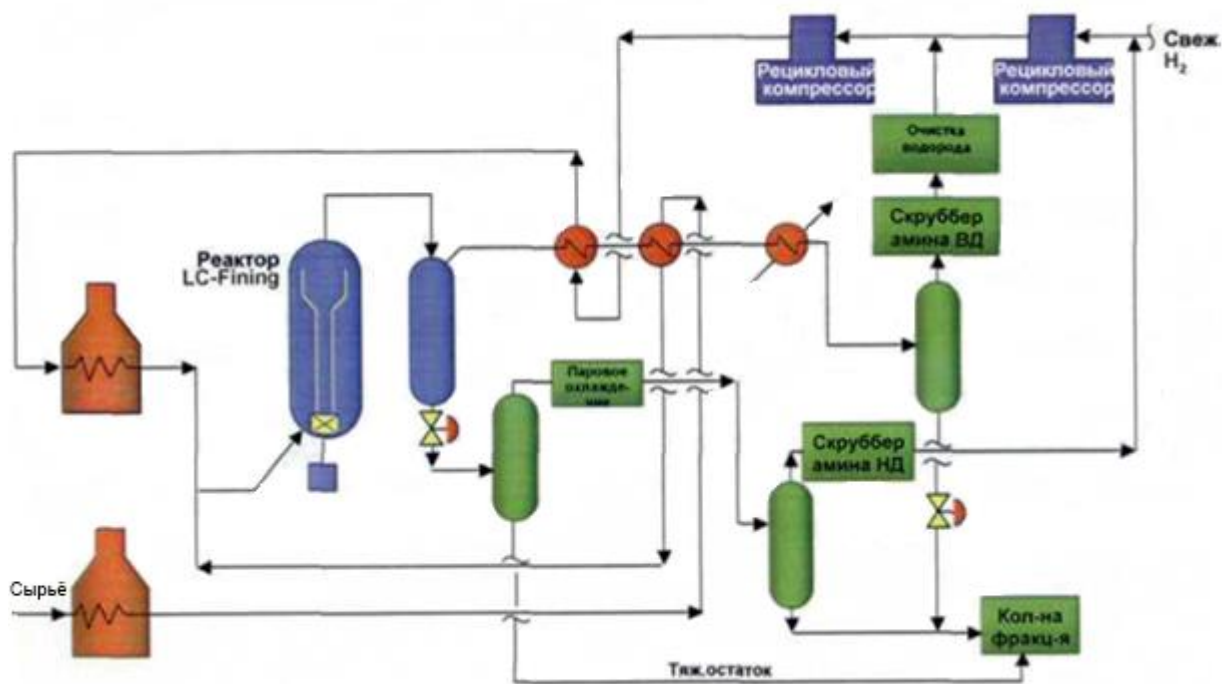 Свеж.
H₂
Рецикловый
компрессор
Рецикловый
компрессор
Очистка
водорода
Скруббер
амина ВД
Реактор
LC-Fining
Паровое
охлажде-
ние
Скруббер
амина НД
Сырьё
Кол-на
фракц-я
Тяж.остаток